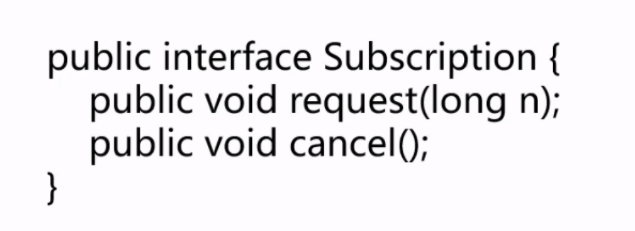 public interface Subscription {
    public void request(long n);
    public void cancel();
}